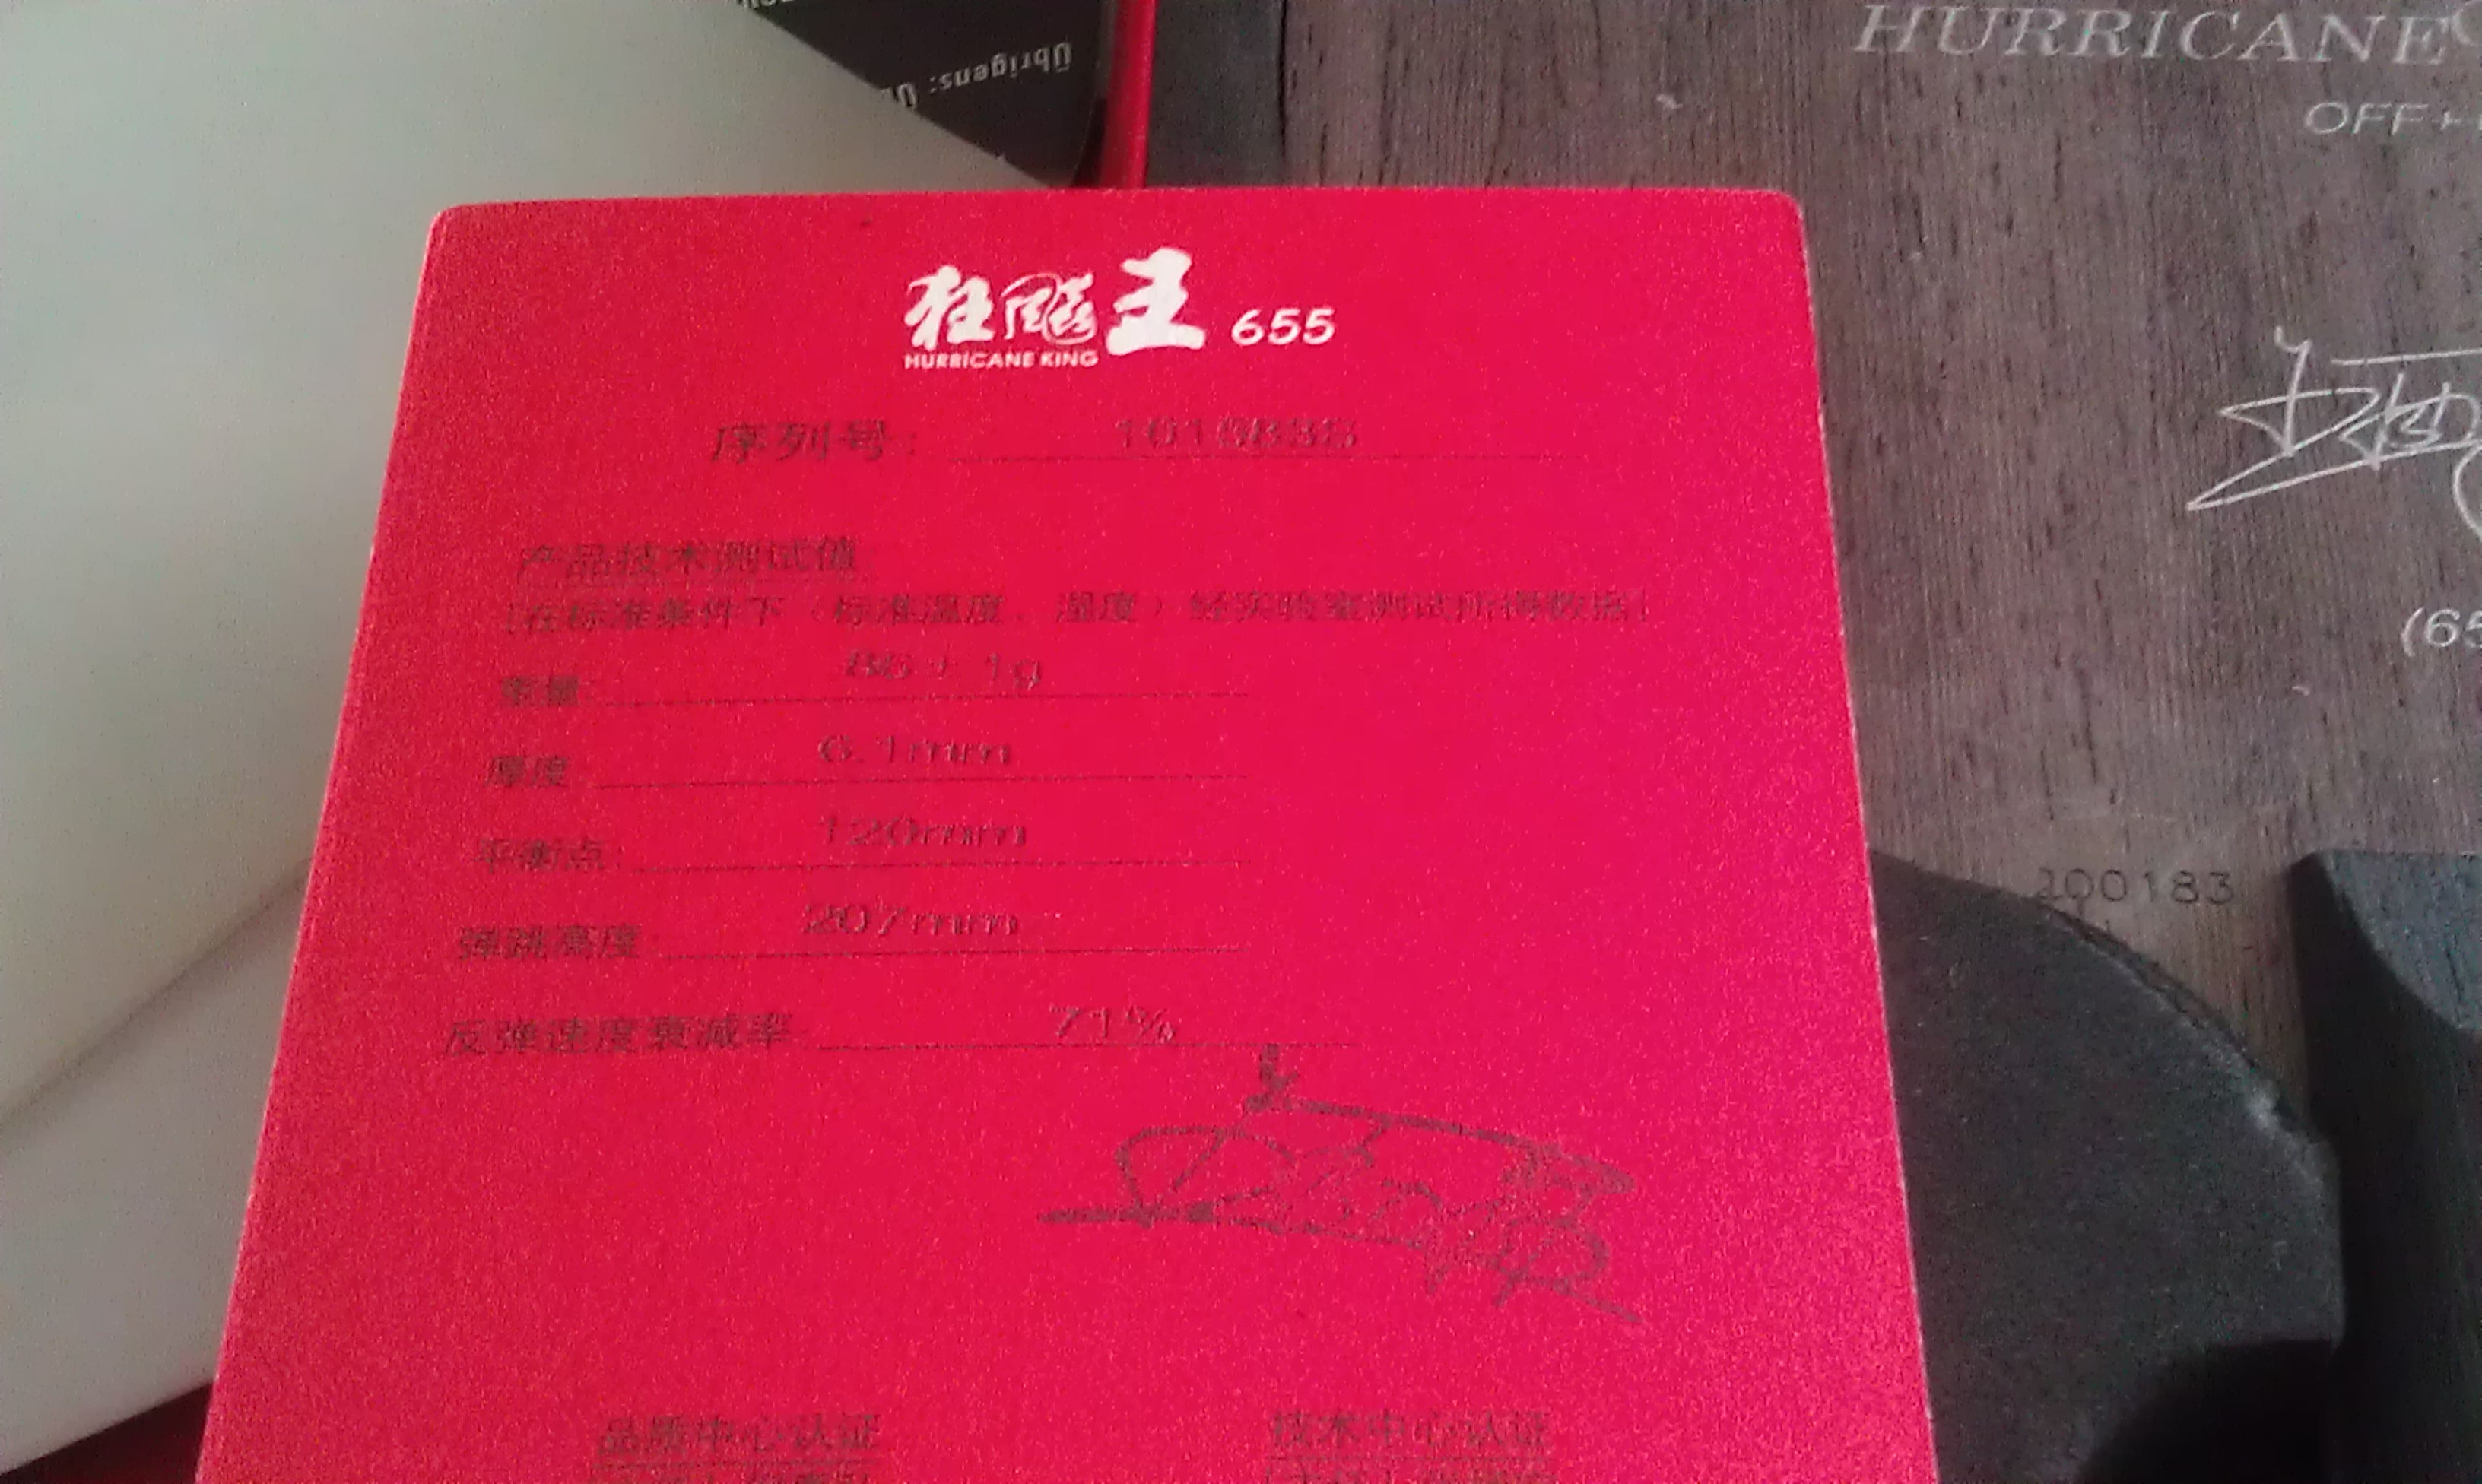 Übrigens:
HURRICANE
OFF+
狂飚王 655
HURRICANE KING
序列号:
产品技术测试值
[在标准条件下(标准温度、湿度)经实验室测试所得数据]
重量: 86 + 1g
厚度: 6.1mm
平衡点: 120mm
弹跳高度: 207mm
反弹速度衰减率: 71%
(65
100183
品质中心认证
技术中心认证